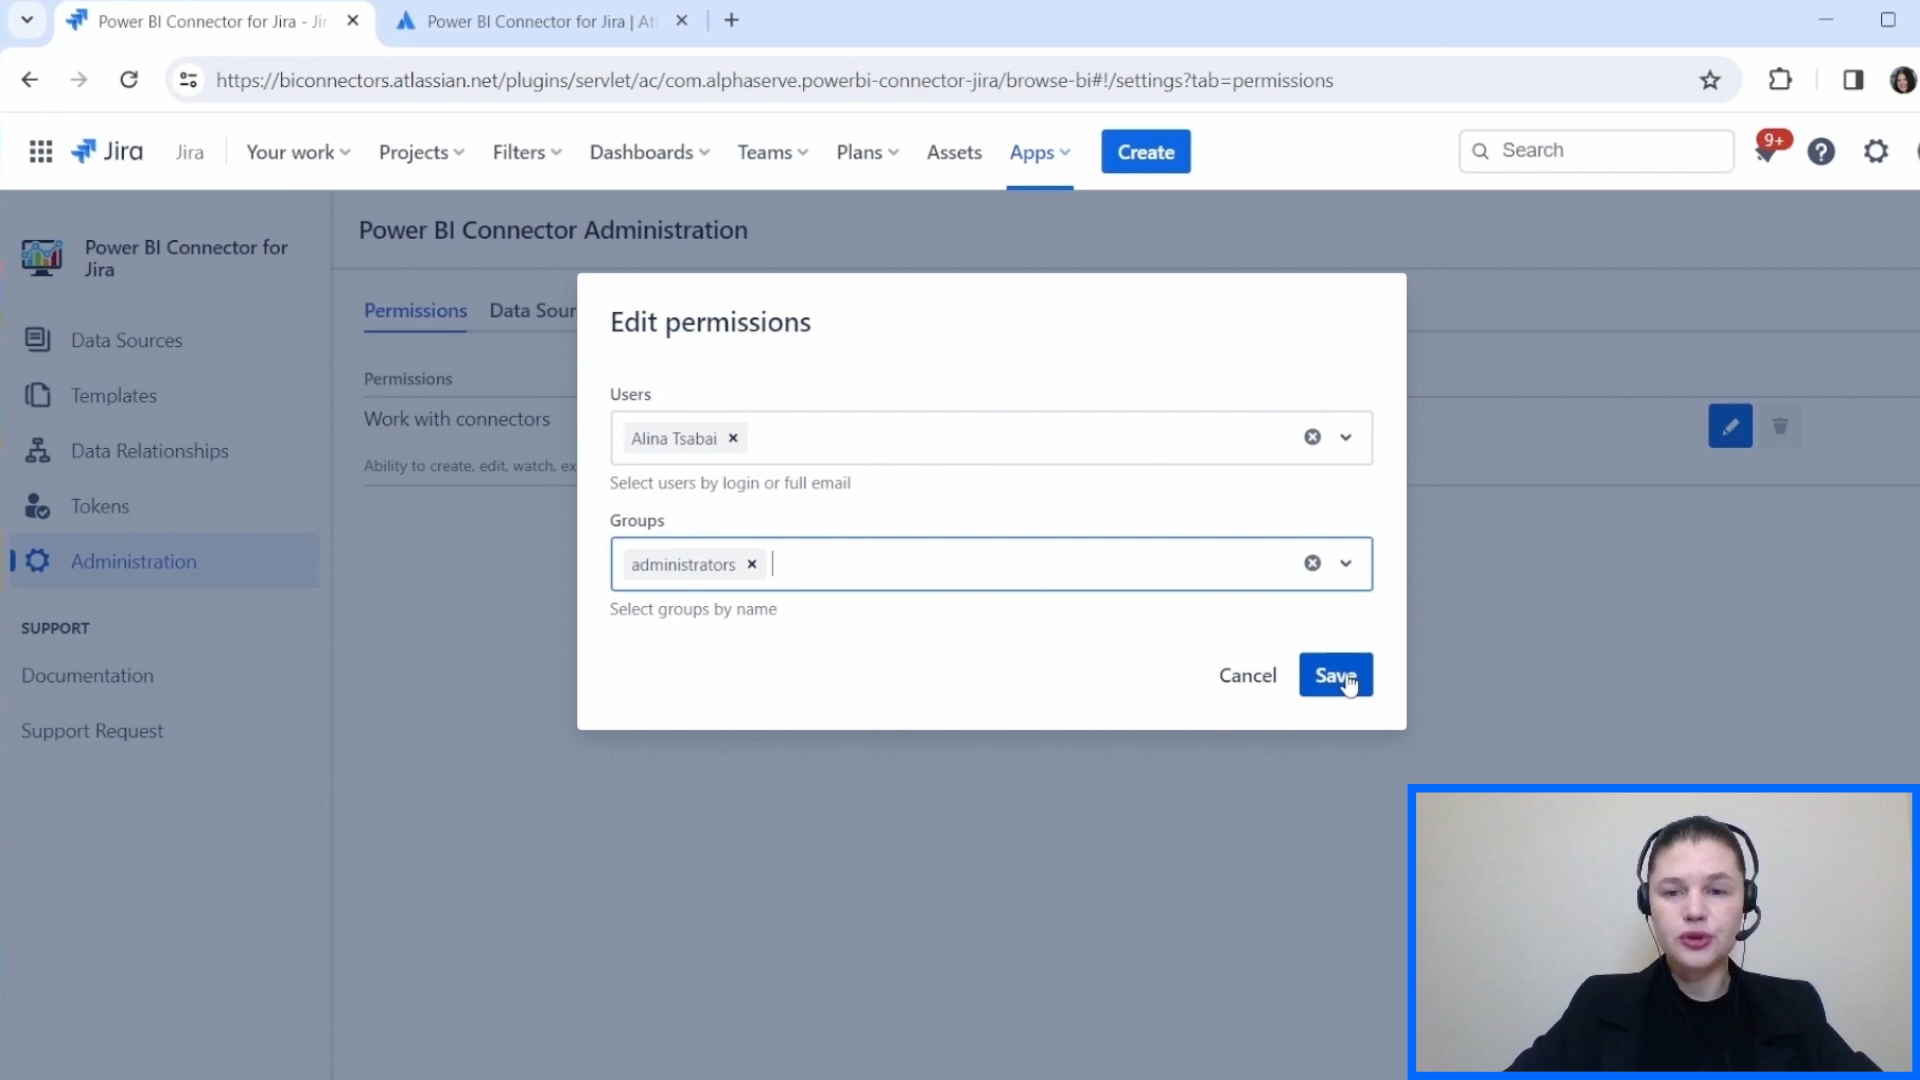 Power BI Connector for Jira - Jir
Power BI Connector for Jira | Atl
https://biconnectors.atlassian.net/plugins/servlet/ac/com.alphaserve.powerbi-connector-jira/browse-bi#!/settings?tab=permissions
Jira
Jira
Your work
Projects
Filters
Dashboards
Teams
Plans
Assets
Apps
Create
Search
9+
Power BI Connector for
Jira
Data Sources
Templates
Data Relationships
Tokens
Administration
SUPPORT
Documentation
Support Request
Power BI Connector Administration
Permissions
Data Sour
Permissions
Work with connectors
Ability to create, edit, watch, ex
Edit permissions
Users
Alina Tsabai
Select users by login or full email
Groups
administrators
Select groups by name
Cancel
Save